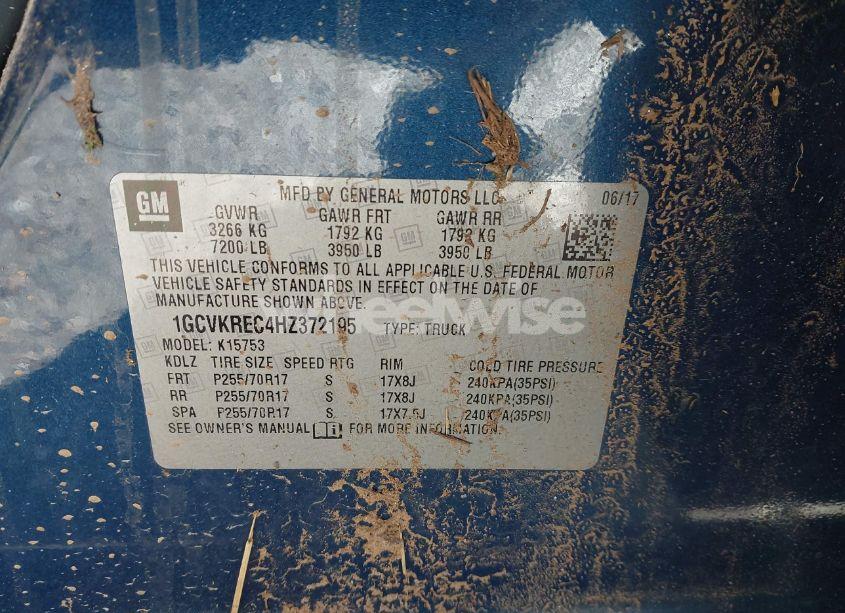 GM
MFD BY GENERAL MOTORS LLC 06/17
GVWR GAWR FRT GAWR RR
3266 KG 1792 KG 1792 KG
7200 LB 3950 LB 3950 LB
THIS VEHICLE CONFORMS TO ALL APPLICABLE U.S. FEDERAL MOTOR
VEHICLE SAFETY STANDARDS IN EFFECT ON THE DATE OF
MANUFACTURE SHOWN ABOVE.
1GCVKREC4HZ372195 TYPE: TRUCK
MODEL: K15753
KDLZ TIRE SIZE SPEED RTG RIM COLD TIRE PRESSURE
FRT P255/70R17 S 17X8J 240KPA(35PSI)
RR P255/70R17 S 17X8J 240KPA(35PSI)
SPA P255/70R17 S 17X7.5J 240KPA(35PSI)
SEE OWNER'S MANUAL FOR MORE INFORMATION.